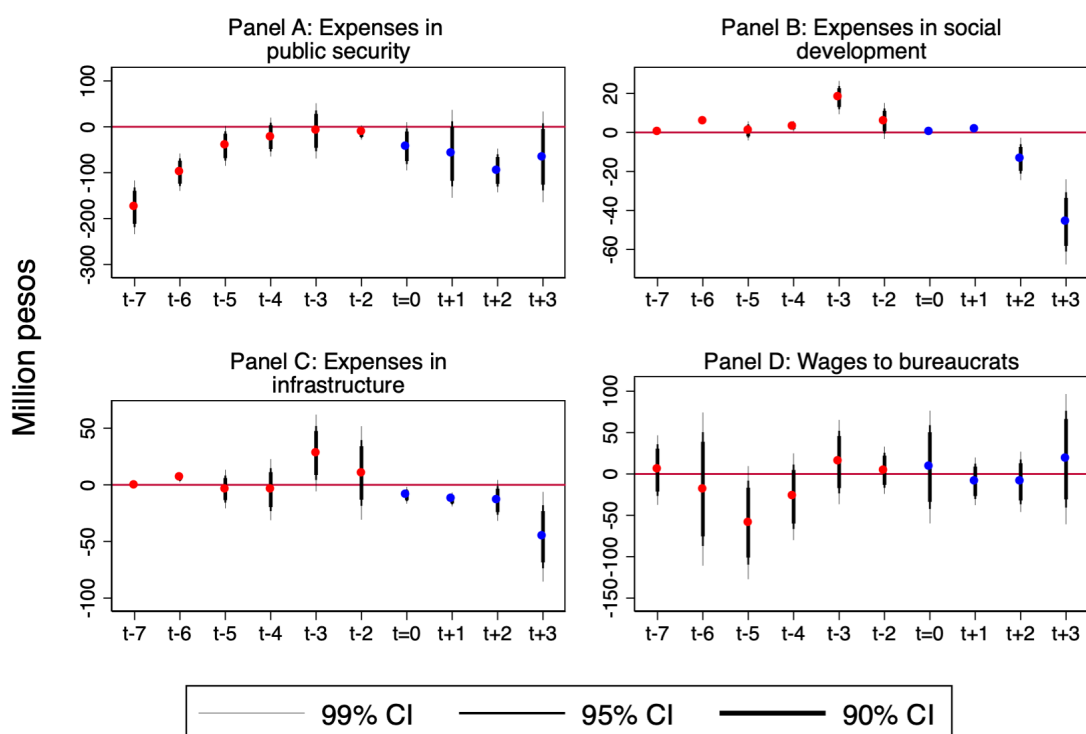 Million pesos
Panel A: Expenses in
public security
100
0
-100
-200
-300
t-7 t-6 t-5 t-4 t-3 t-2 t=0 t+1 t+2 t+3
Panel B: Expenses in social
development
20
0
-20
-40
-60
t-7 t-6 t-5 t-4 t-3 t-2 t=0 t+1 t+2 t+3
Panel C: Expenses in
infrastructure
50
0
-50
-100
t-7 t-6 t-5 t-4 t-3 t-2 t=0 t+1 t+2 t+3
Panel D: Wages to bureaucrats
100
50
0
-50
-100
-150
t-7 t-6 t-5 t-4 t-3 t-2 t=0 t+1 t+2 t+3
99% CI 95% CI 90% CI